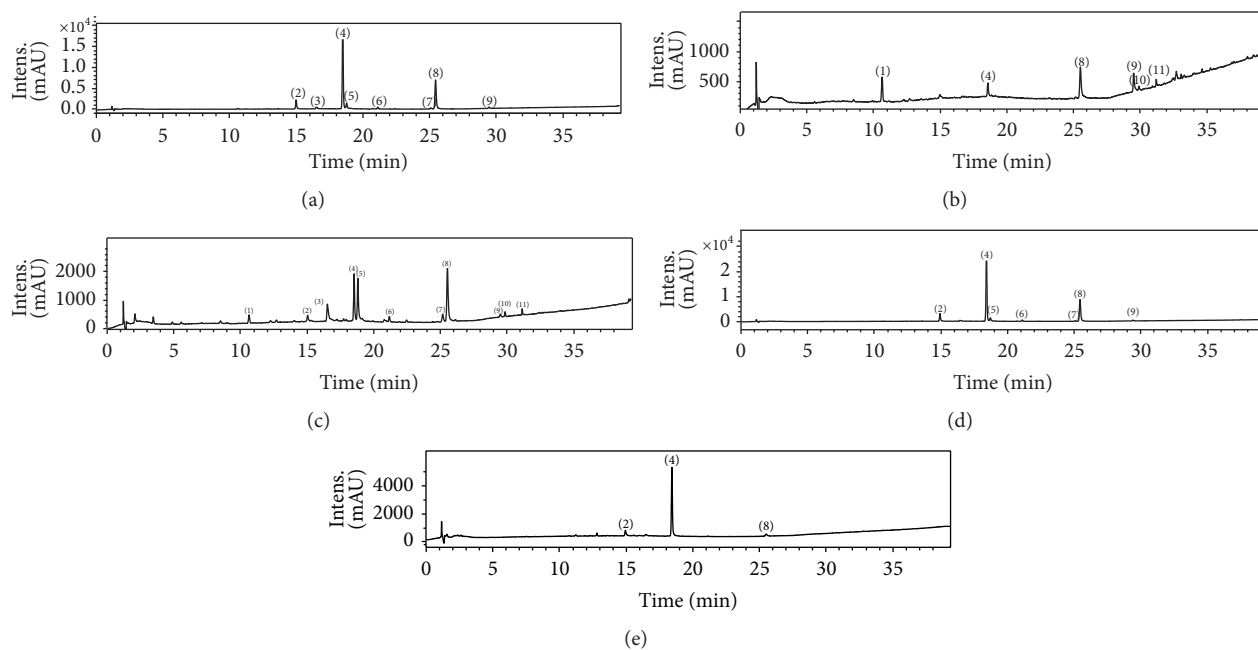 ×10⁴
Intens.
(mAU)
1.5
1.0
0.5
0.0
(2)
(3)
(4)
(5)
(6)
(7)
(8)
(9)
0 5 10 15 20 25 30 35
Time (min)
(a)
Intens.
(mAU)
1000
500
(1)
(4)
(8)
(9)
(10)
(11)
0 5 10 15 20 25 30 35
Time (min)
(b)
Intens.
(mAU)
2000
1000
0
(1)
(2)
(3)
(4)
(5)
(6)
(7)
(8)
(9)
(10)
(11)
0 5 10 15 20 25 30 35
Time (min)
(c)
×10⁴
Intens.
(mAU)
2
1
0
(2)
(4)
(5)
(6)
(7)
(8)
(9)
0 5 10 15 20 25 30 35
Time (min)
(d)
Intens.
(mAU)
4000
2000
0
(2)
(4)
(8)
0 5 10 15 20 25 30 35
Time (min)
(e)